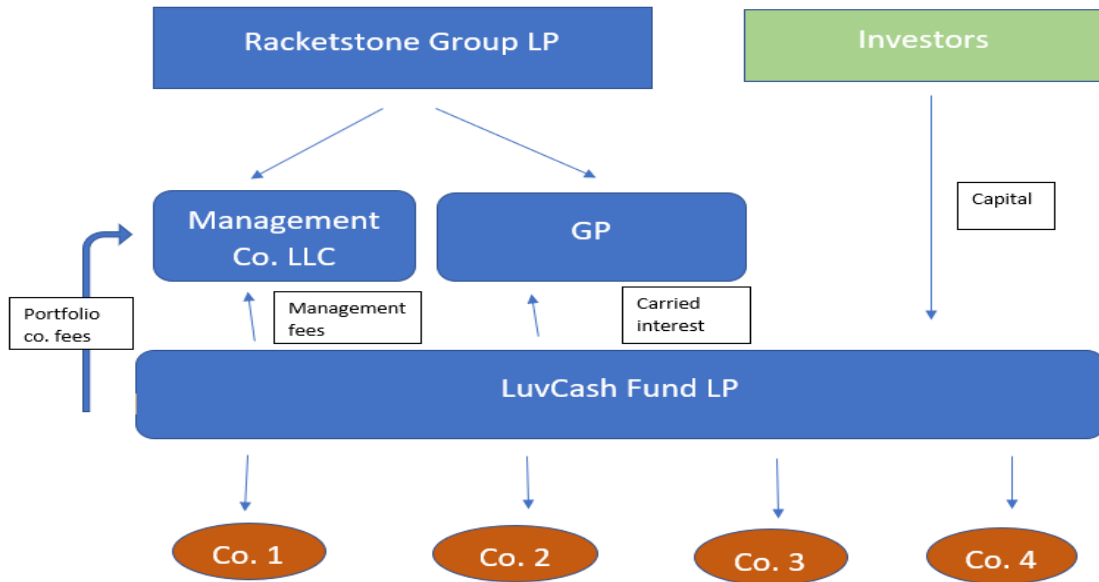 Racketstone Group LP
Investors
Management
Co. LLC
GP
Capital
Portfolio
co. fees
Management
fees
Carried
interest
LuvCash Fund LP
Co. 1
Co. 2
Co. 3
Co. 4